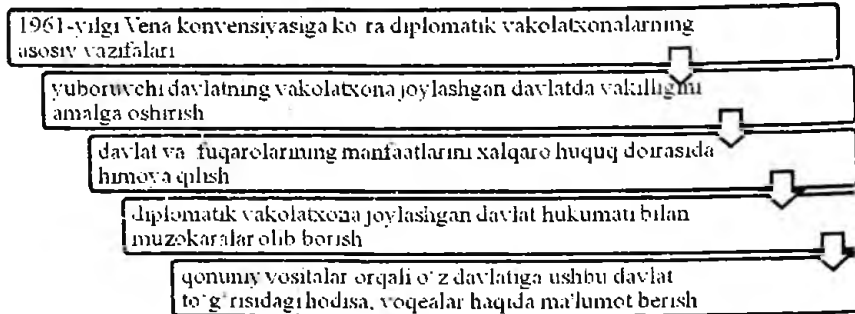 1961-yilgi Vena konvensiyasiga ko ra diplomatik vakolatxonalarning
asosiy vazifalari
yuboruvchi davlatning vakolatxona joylashgan davlatda vakilligini
amalga oshirish
davlat va fuqarolarining manfaatlarini xalqaro huquq doirasida
himoya qilish
diplomatik vakolatxona joylashgan davlat hukumati bilan
muzokaralar olib borish
qonuniy vositalar orqali o‘z davlatiga ushbu davlat
to‘g‘risidagi hodisa, voqealar haqida ma'lumot berish